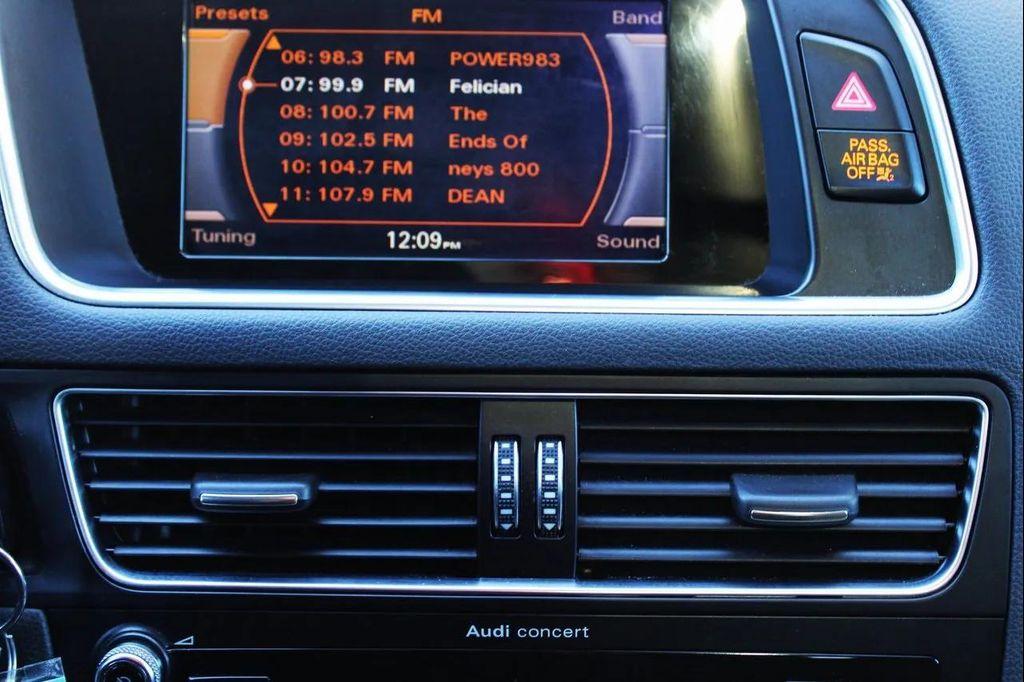 Presets FM Band
06: 98.3 FM POWER983
07: 99.9 FM Felician
08: 100.7 FM The
09: 102.5 FM Ends Of
10: 104.7 FM neys 800
11: 107.9 FM DEAN
Tuning 12:09 PM Sound
PASS.
AIR BAG
OFF
Audi concert